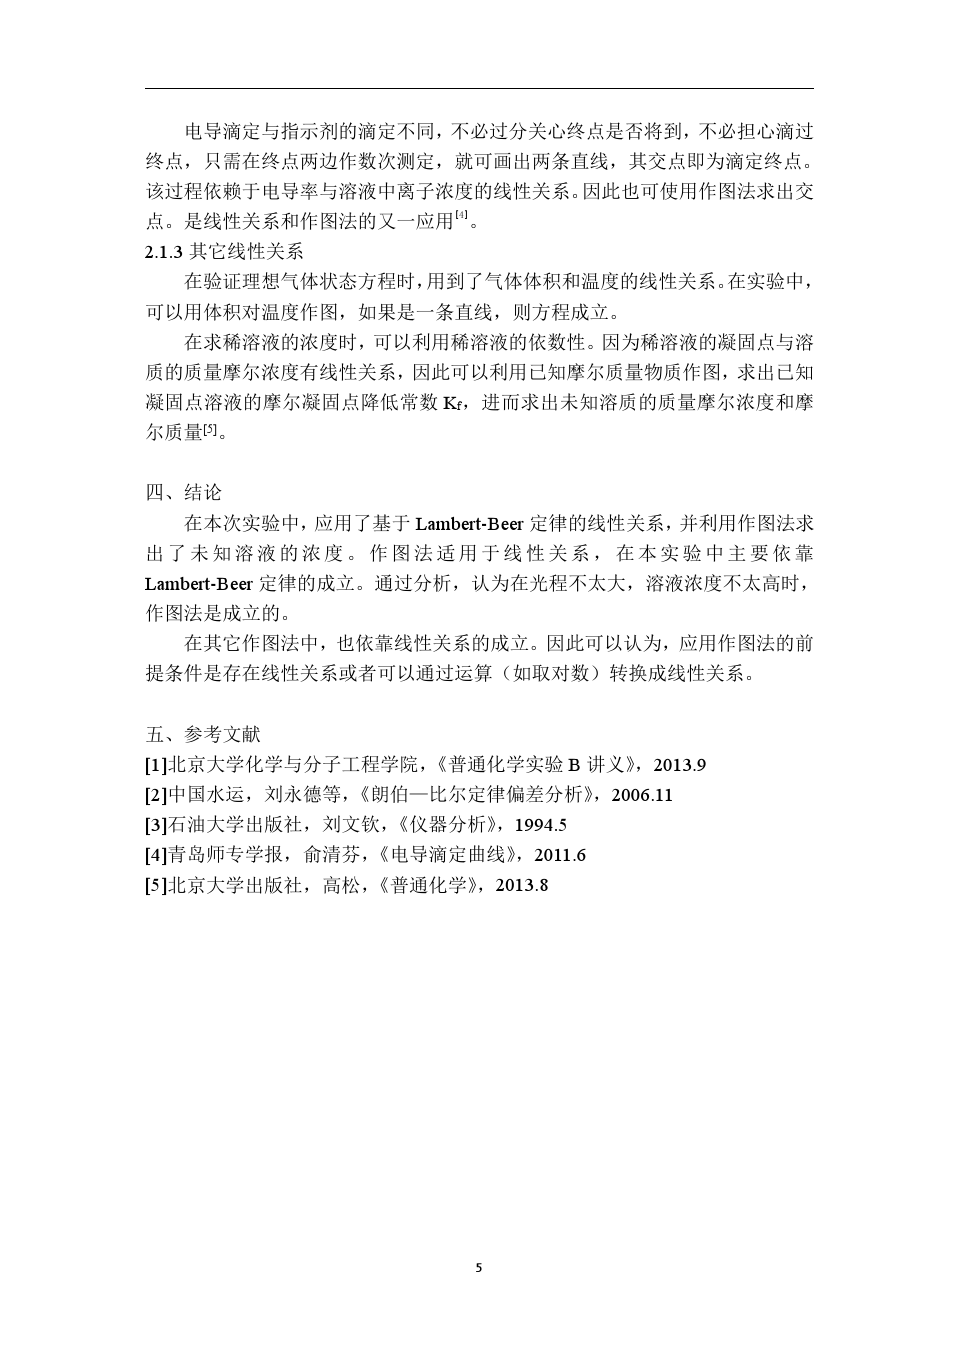 电导滴定与指示剂的滴定不同，不必过分关心终点是否将到，不必担心滴过
终点，只需在终点两边作数次测定，就可画出两条直线，其交点即为滴定终点。
该过程依赖于电导率与溶液中离子浓度的线性关系。因此也可使用作图法求出交
点。是线性关系和作图法的又一应用[4]。
2.1.3 其它线性关系
在验证理想气体状态方程时，用到了气体体积和温度的线性关系。在实验中，
可以用体积对温度作图，如果是一条直线，则方程成立。
在求稀溶液的浓度时，可以利用稀溶液的依数性。因为稀溶液的凝固点与溶
质的质量摩尔浓度有线性关系，因此可以利用已知摩尔质量物质作图，求出已知
凝固点溶液的摩尔凝固点降低常数 Kf，进而求出未知溶质的质量摩尔浓度和摩
尔质量[5]。
四、结论
在本次实验中，应用了基于 Lambert-Beer 定律的线性关系，并利用作图法求
出了未知溶液的浓度。作图法适用于线性关系，在本实验中主要依靠
Lambert-Beer 定律的成立。通过分析，认为在光程不太大，溶液浓度不太高时，
作图法是成立的。
在其它作图法中，也依靠线性关系的成立。因此可以认为，应用作图法的前
提条件是存在线性关系或者可以通过运算（如取对数）转换成线性关系。
五、参考文献
[1]北京大学化学与分子工程学院，《普通化学实验 B 讲义》，2013.9
[2]中国水运，刘永德等，《朗伯—比尔定律偏差分析》，2006.11
[3]石油大学出版社，刘文钦，《仪器分析》，1994.5
[4]青岛师专学报，俞清芬，《电导滴定曲线》，2011.6
[5]北京大学出版社，高松，《普通化学》，2013.8
5